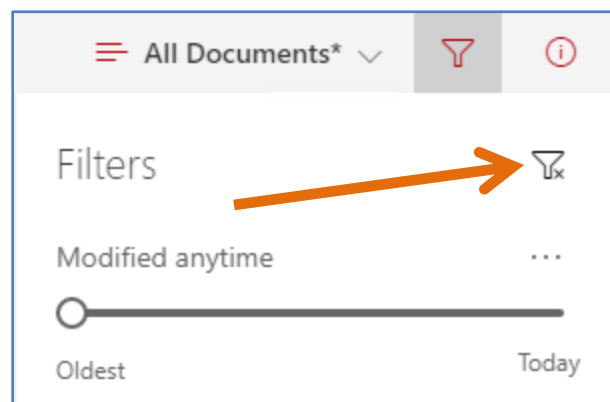 All Documents*
Filters
Modified anytime
...
Oldest
Today